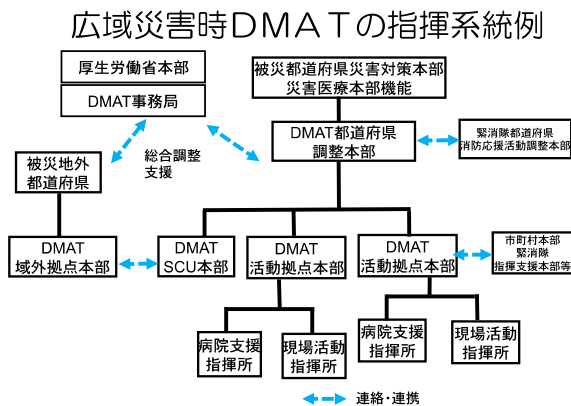 広域災害時DMATの指揮系統例
厚生労働省本部
DMAT事務局
被災都道府県災害対策本部
災害医療本部機能
DMAT都道府県
調整本部
緊消隊都道府県
消防応援活動調整本部
総合調整
支援
被災地外
都道府県
DMAT
域外拠点本部
DMAT
SCU本部
DMAT
活動拠点本部
DMAT
活動拠点本部
市町村本部
緊消隊
指揮支援本部等
病院支援
指揮所
現場活動
指揮所
病院支援
指揮所
現場活動
指揮所
連絡・連携